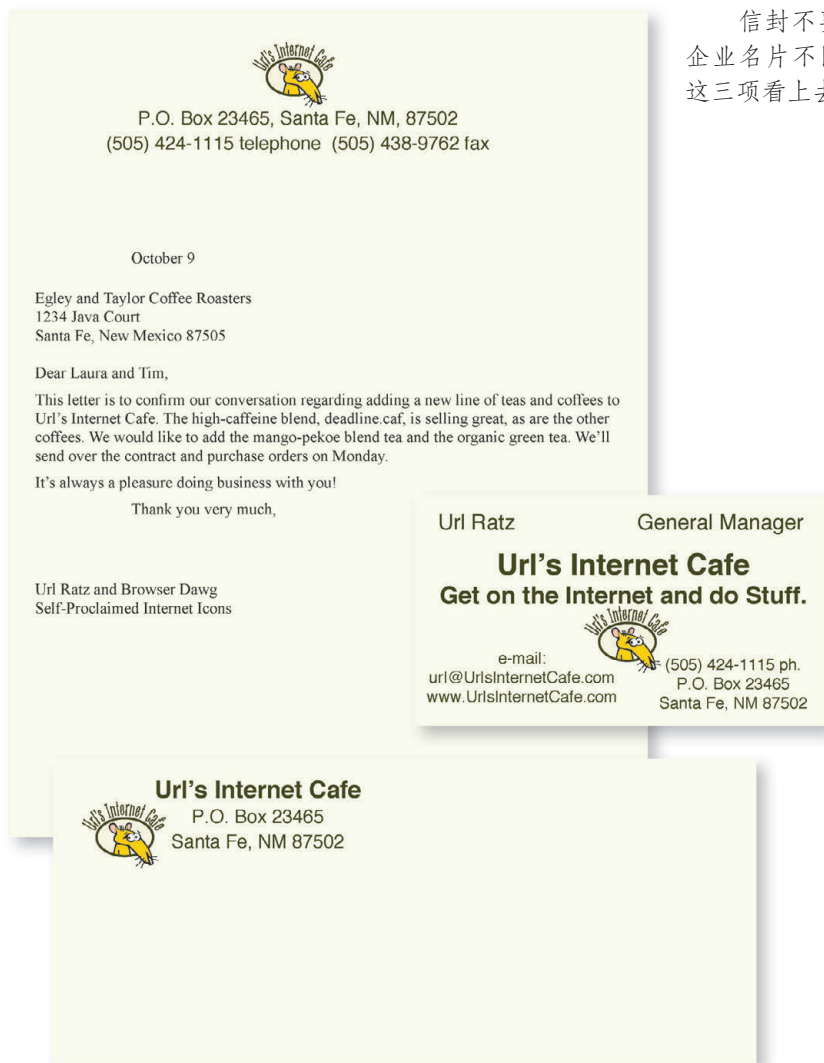 信封不
企业名片不
这三项看上
Url's Internet Cafe
P.O. Box 23465, Santa Fe, NM, 87502
(505) 424-1115 telephone (505) 438-9762 fax
October 9
Egley and Taylor Coffee Roasters
1234 Java Court
Santa Fe, New Mexico 87505
Dear Laura and Tim,
This letter is to confirm our conversation regarding adding a new line of teas and coffees to
Url's Internet Cafe. The high-caffeine blend, deadline.caf, is selling great, as are the other
coffees. We would like to add the mango-pekoe blend tea and the organic green tea. We'll
send over the contract and purchase orders on Monday.
It's always a pleasure doing business with you!
Thank you very much,
Url Ratz and Browser Dawg
Self-Proclaimed Internet Icons
Url Ratz General Manager
Url's Internet Cafe
Get on the Internet and do Stuff.
Url's Internet Cafe
e-mail:
url@UrlsInternetCafe.com
www.UrlsInternetCafe.com
(505) 424-1115 ph.
P.O. Box 23465
Santa Fe, NM 87502
Url's Internet Cafe
Url's Internet Cafe
P.O. Box 23465
Santa Fe, NM 87502